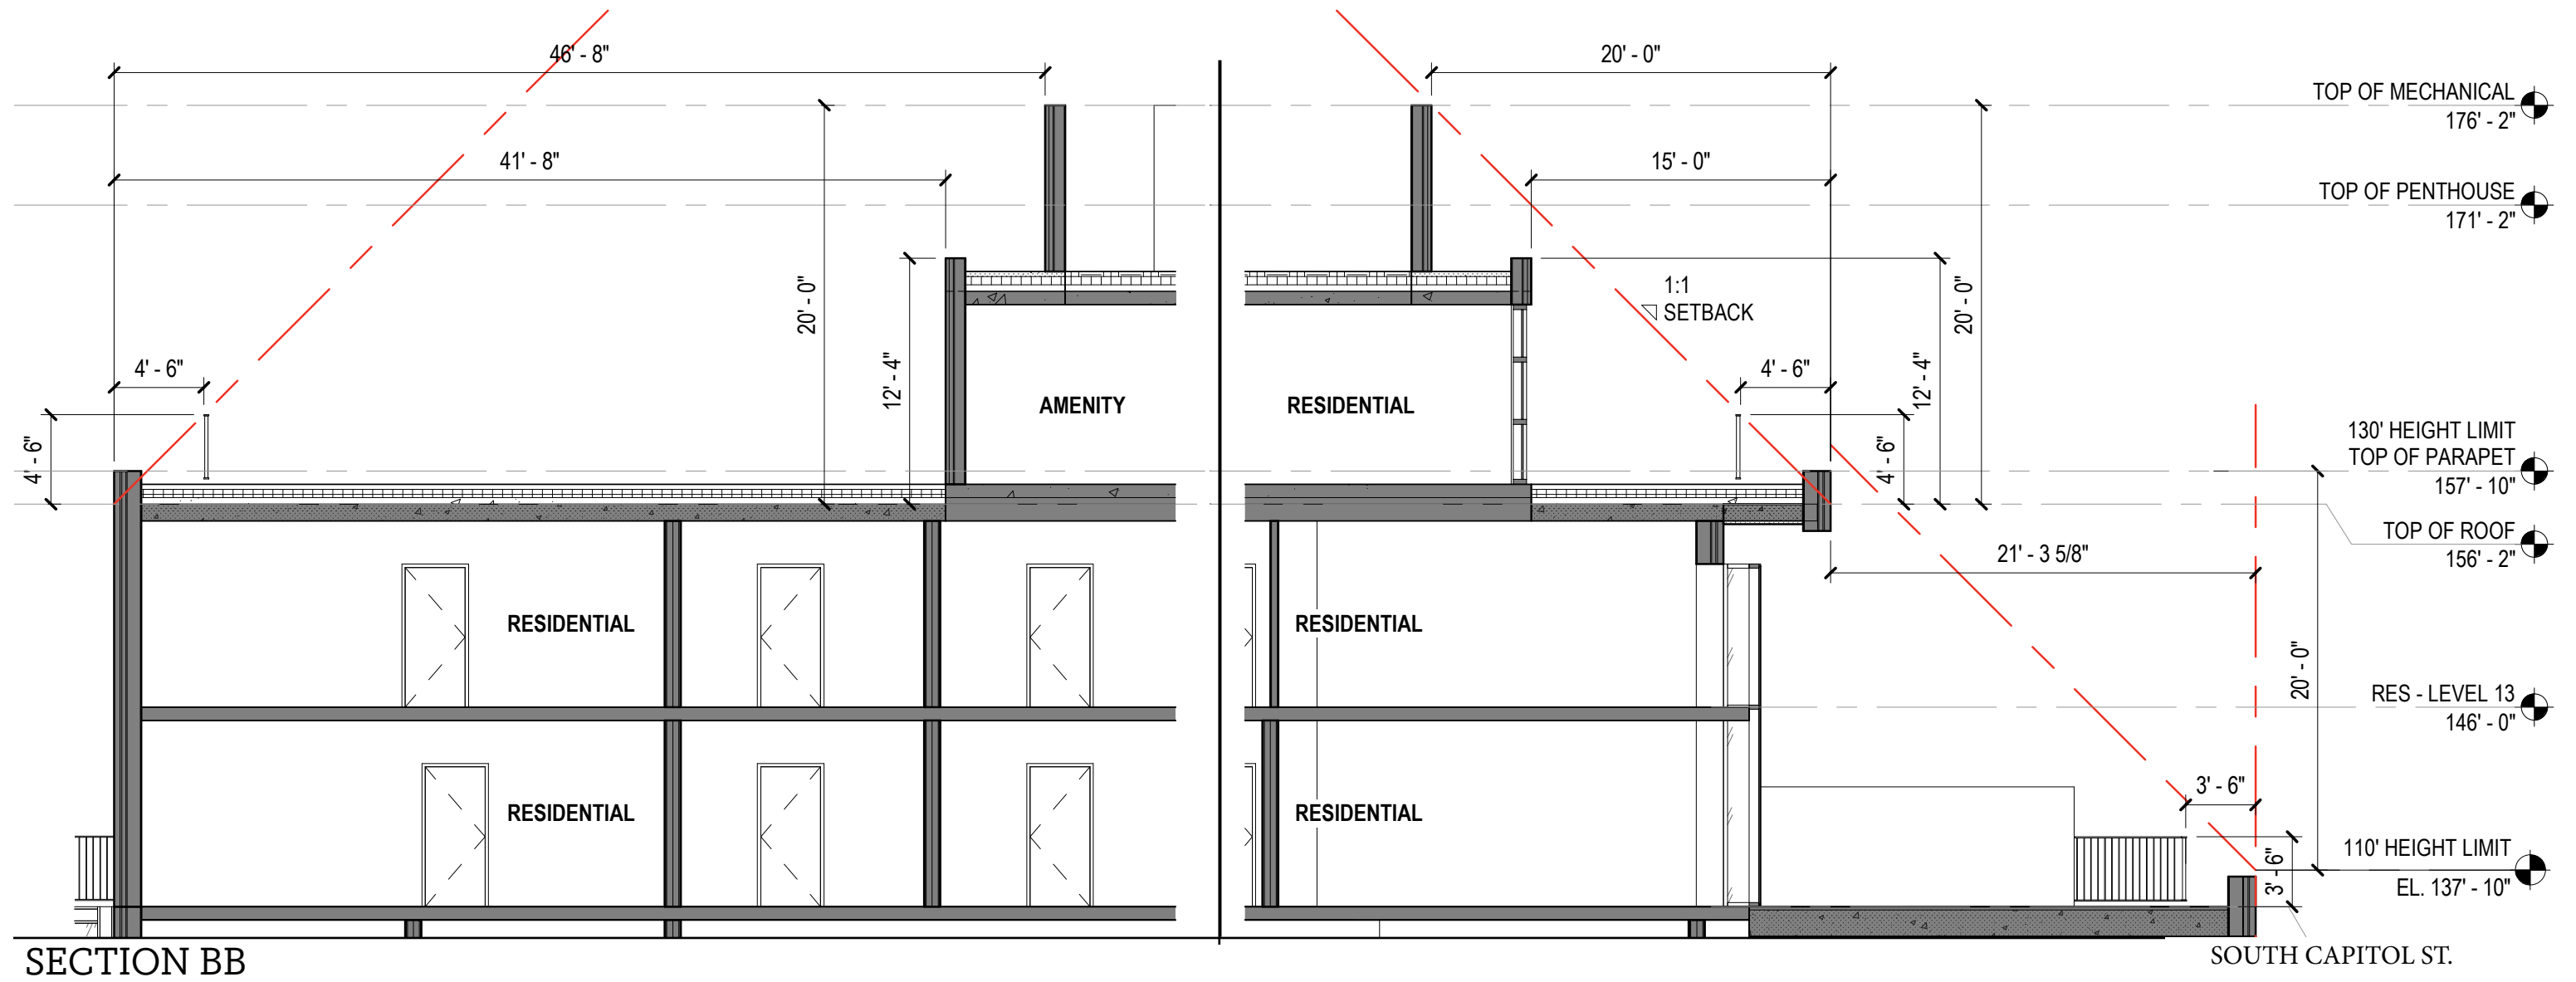 46' - 8"
20' - 0"
TOP OF MECHANICAL
176' - 2"
41' - 8"
15' - 0"
TOP OF PENTHOUSE
171' - 2"
20' - 0"
12' - 4"
1:1
SETBACK
20' - 0"
12' - 4"
4' - 6"
4' - 6"
4' - 6"
4' - 6"
AMENITY
RESIDENTIAL
130' HEIGHT LIMIT
TOP OF PARAPET
157' - 10"
TOP OF ROOF
156' - 2"
21' - 3 5/8"
RESIDENTIAL
RESIDENTIAL
20' - 0"
RES - LEVEL 13
146' - 0"
3' - 6"
RESIDENTIAL
RESIDENTIAL
3' - 6"
110' HEIGHT LIMIT
EL. 137' - 10"
SECTION BB
SOUTH CAPITOL ST.